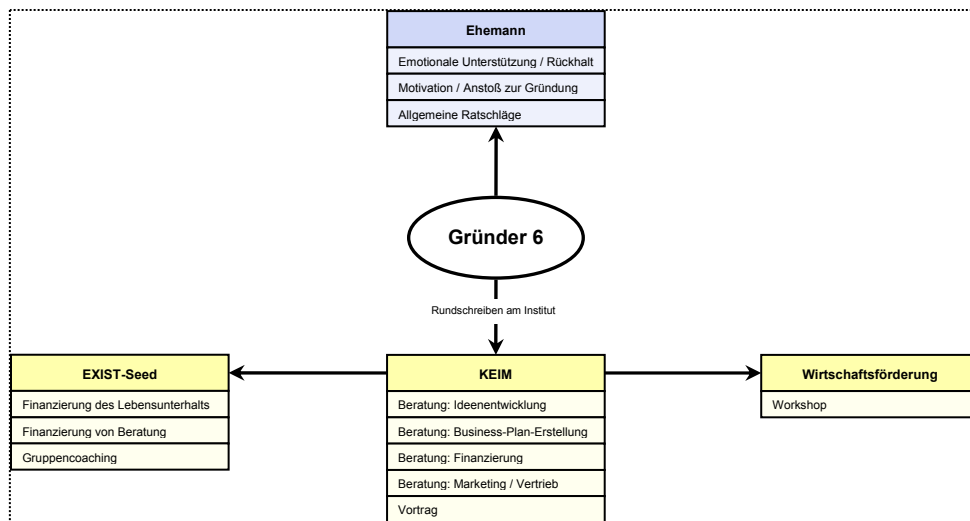 Ehemann
Emotionale Unterstützung / Rückhalt
Motivation / Anstoß zur Gründung
Allgemeine Ratschläge
Gründer 6
Rundschreiben am Institut
EXIST-Seed
Finanzierung des Lebensunterhalts
Finanzierung von Beratung
Gruppencoaching
KEIM
Beratung: Ideenentwicklung
Beratung: Business-Plan-Erstellung
Beratung: Finanzierung
Beratung: Marketing / Vertrieb
Vortrag
Wirtschaftsförderung
Workshop